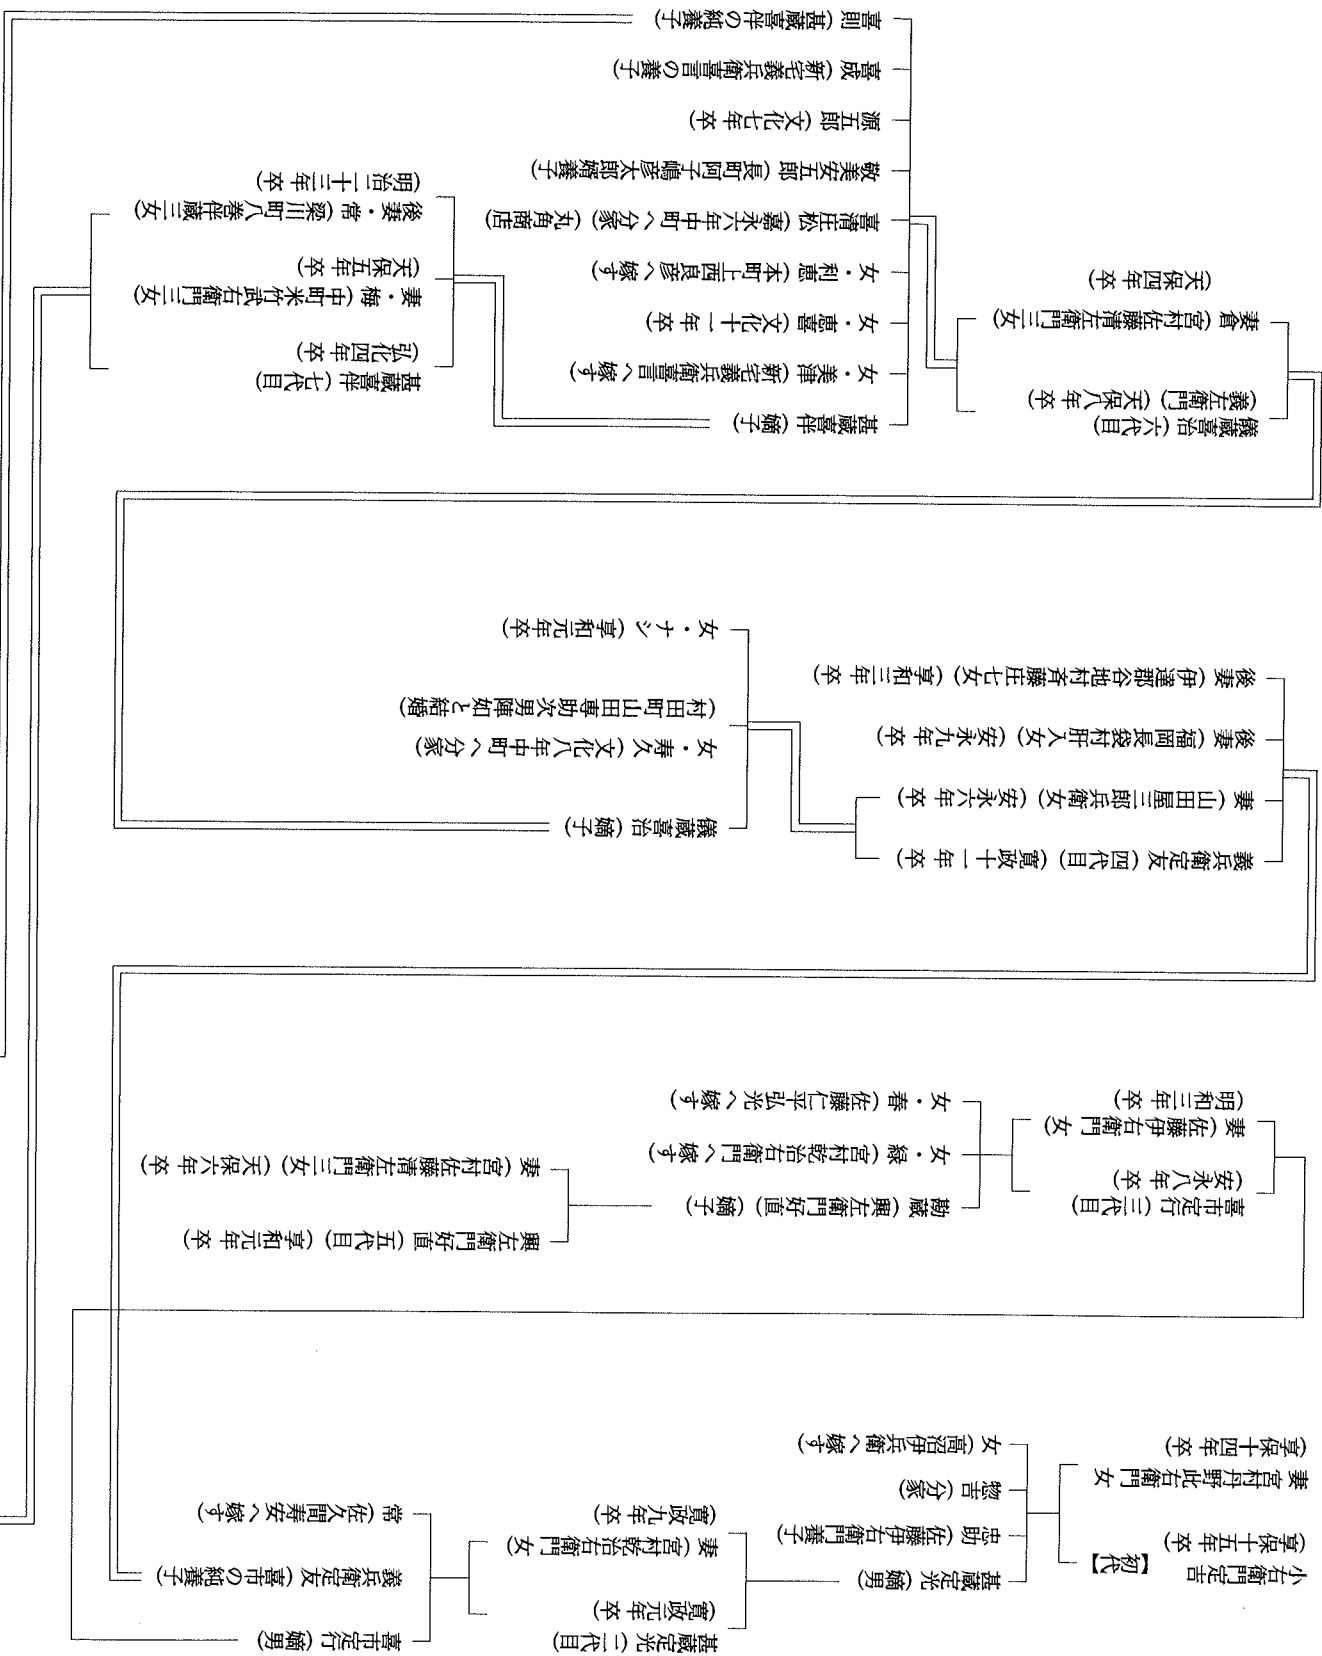 【初代】
小右衛門定吉
(享保十五年卒)
妻 宮村丹野此右衛門 女
(享保十四年卒)
甚蔵定光 (嫡男)
忠助 (佐藤伊右衛門養子)
惣吉 (分家)
女 (高沼伊兵衛へ嫁す)
甚蔵定光 (二代目)
(寛政元年卒)
妻 (宮村乾治右衛門 女)
(寛政九年卒)
喜市定行 (嫡男)
義兵衛定友 (喜市の純養子)
常 (佐久間寿安へ嫁す)
喜市定行 (三代目)
(安永八年卒)
妻 (佐藤伊右衛門 女)
(明和三年卒)
勘蔵 (興左衛門好直) (嫡子)
女・緑 (宮村乾治右衛門へ嫁す)
女・春 (佐藤仁平弘光へ嫁す)
興左衛門好直 (五代目) (享和元年卒)
妻 (宮村佐藤清左衛門三女) (天保六年卒)
義兵衛定友 (四代目) (寛政十一年卒)
妻 (山田屋三郎兵衛女) (安永六年卒)
後妻 (福岡長袋村肝入女) (安永九年卒)
後妻 (伊達郡谷地村斉藤庄七女) (享和三年卒)
儀蔵喜治 (嫡子)
女・寿久 (文化八年中町へ分家)
(村田町山田専助次男陣如と結婚)
女・ナツ (享和元年卒)
儀蔵喜治 (六代目)
(義左衛門) (天保八年卒)
妻倉 (宮村佐藤清左衛門三女)
(天保四年卒)
甚蔵喜伴 (嫡子)
女・美津 (新宅義兵衛喜言へ嫁す)
女・恵喜 (文化十一年卒)
女・利恵 (本町上西良彦へ嫁す)
喜清庄松 (嘉永六年中町へ分家) (丸角商店)
敬美安五郎 (長町阿子嶋彦太郎婿養子)
源五郎 (文化七年卒)
喜成 (新宅義兵衛喜言の養子)
喜則 (甚蔵喜伴の純養子)
甚蔵喜伴 (七代目)
(弘化四年卒)
妻・梅 (中町米竹武右衛門三女)
(天保五年卒)
後妻・常 (梁川町八巻伴蔵三女)
(明治二十三年卒)